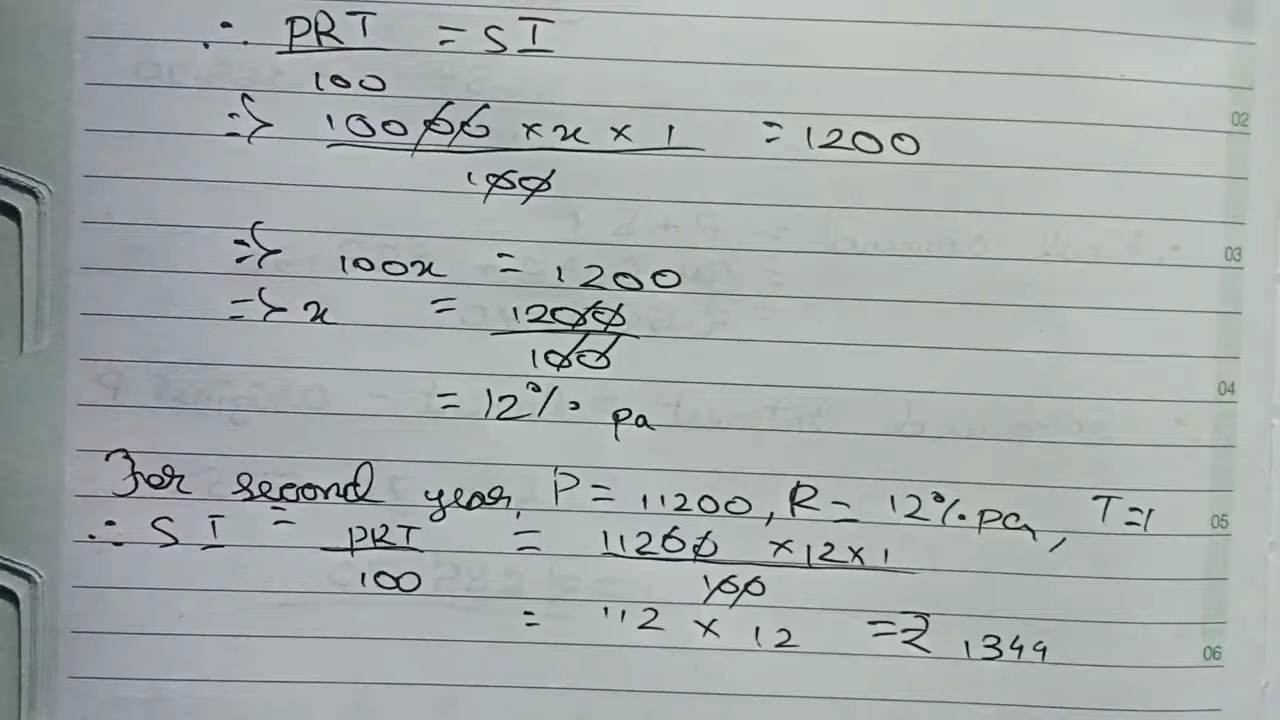 ∴ PRT/100 = SI
⇒ 10000 × x × 1/100 = 1200
02
⇒ 100x = 1200
03
⇒ x = 1200/100
= 12% pa
04
For second year, P = 11200, R = 12% pa, T=1
05
∴ SI = PRT/100 = 11200 × 12 × 1/100
= 112 × 12 = ₹ 1344
06